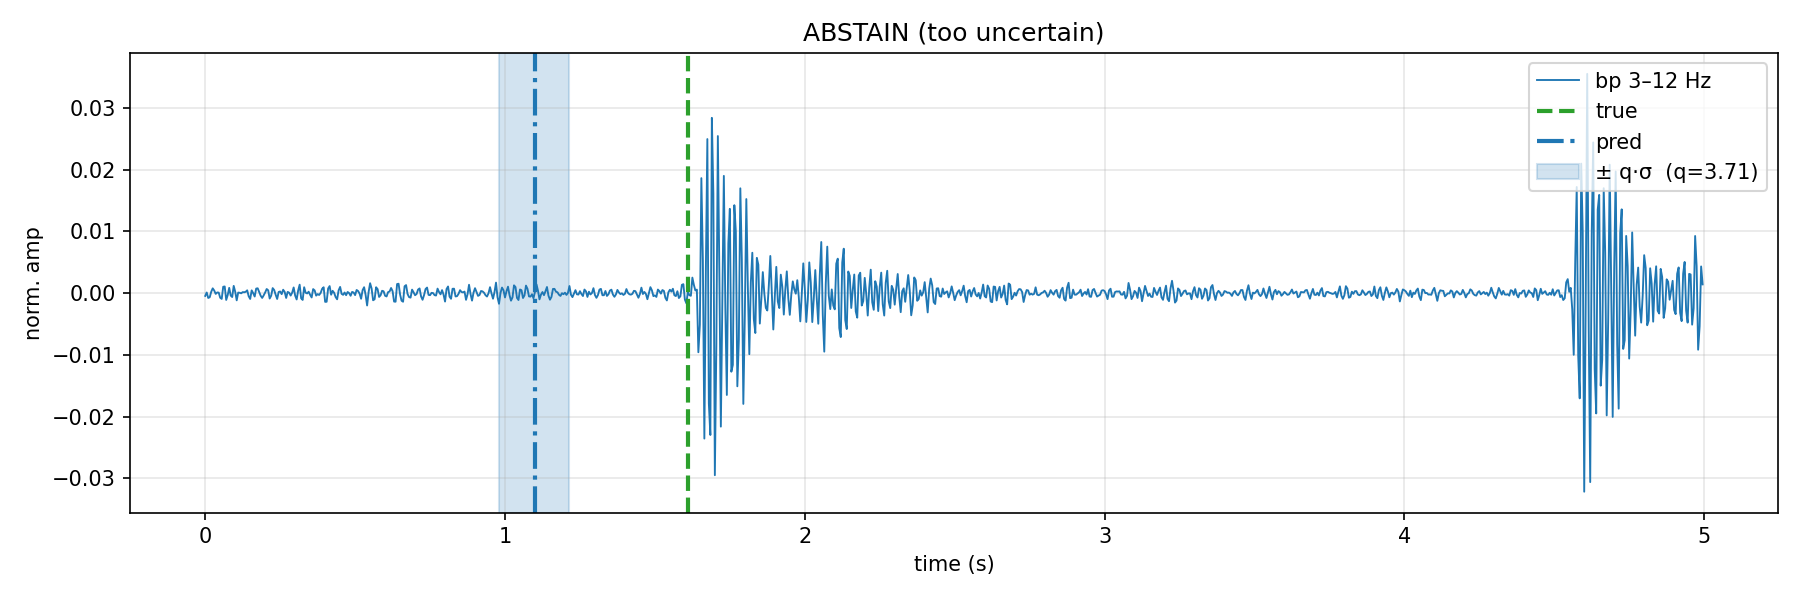 ABSTAIN (too uncertain)
bp 3–12 Hz
true
pred
± q·σ (q=3.71)
norm. amp
0.03
0.02
0.01
0.00
−0.01
−0.02
−0.03
0 1 2 3 4 5
time (s)